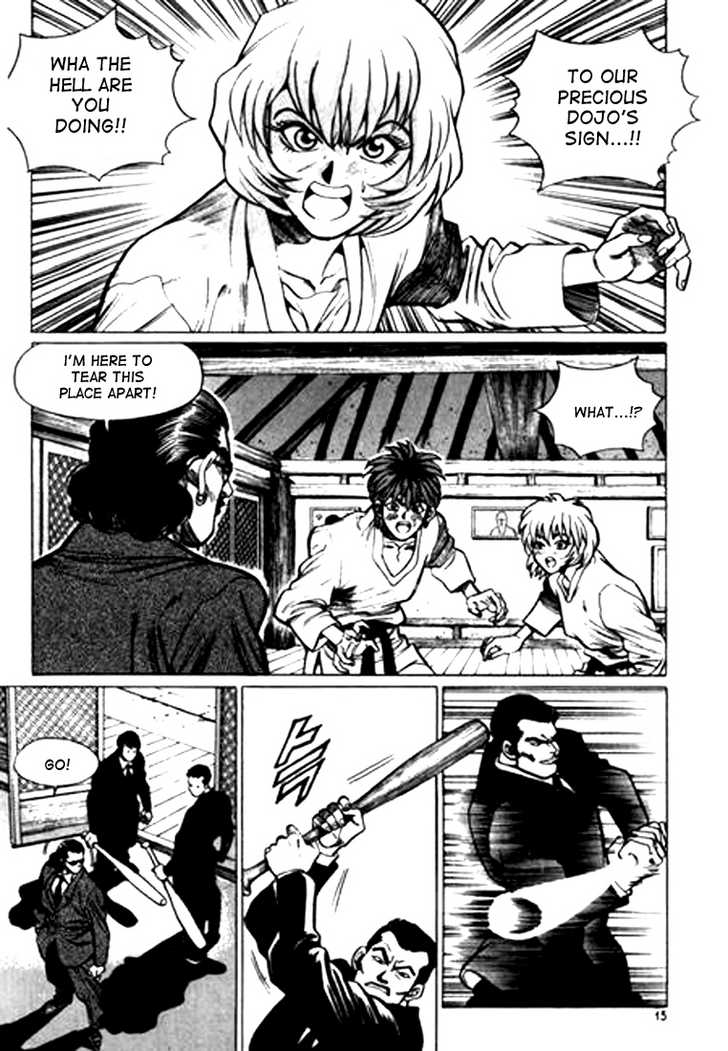 WHA THE
HELL ARE
YOU
DOING!!
TO OUR
PRECIOUS
DOJO'S
SIGN...!!
I'M HERE TO
TEAR THIS
PLACE APART!
WHAT...!?
GO!
15